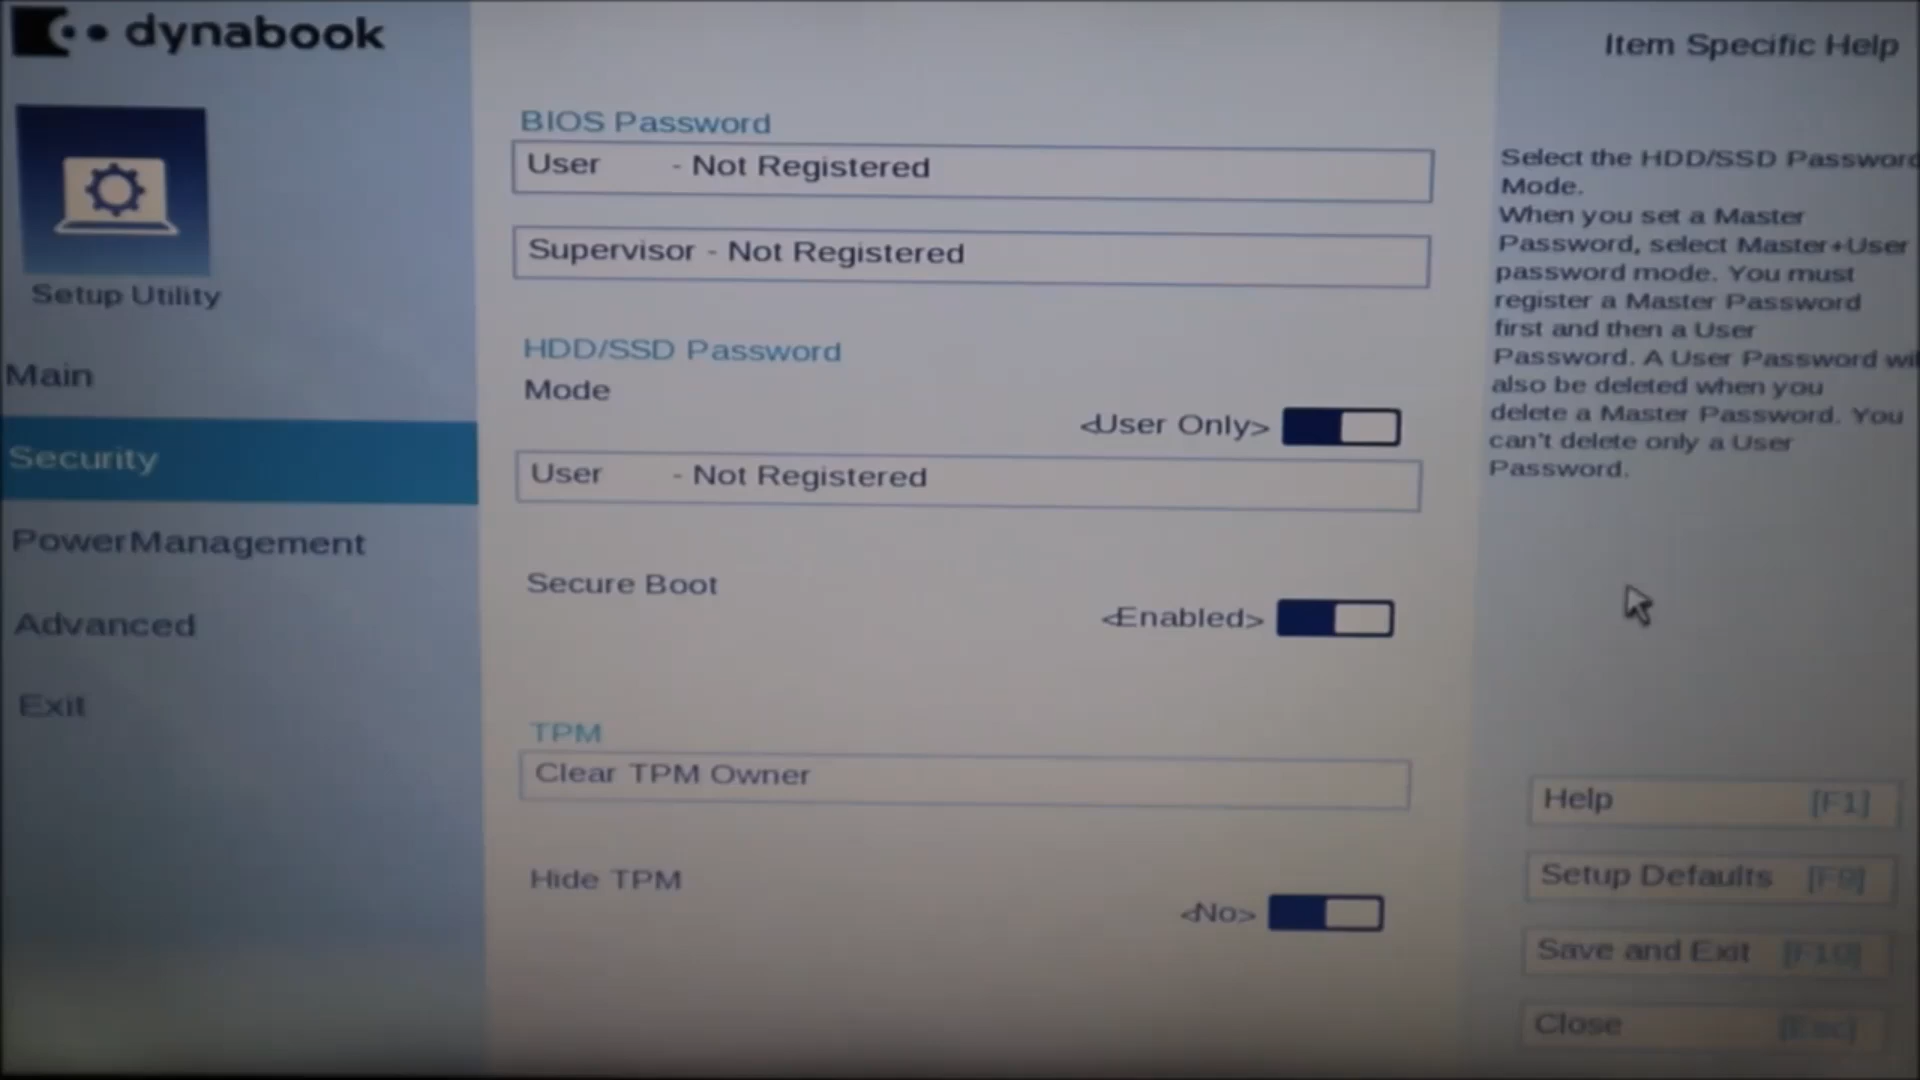 dynabook
Setup Utility
Main
Security
PowerManagement
Advanced
Exit
BIOS Password
User - Not Registered
Supervisor - Not Registered
HDD/SSD Password
Mode
<User Only>
User - Not Registered
Secure Boot
<Enabled>
TPM
Clear TPM Owner
Hide TPM
<No>
Item Specific Help
Select the HDD/SSD Password
Mode.
When you set a Master
Password, select Master+User
password mode. You must
register a Master Password
first and then a User
Password. A User Password will
also be deleted when you
delete a Master Password. You
can't delete only a User
Password.
Help [F1]
Setup Defaults [F9]
Save and Exit [F10]
Close [Esc]